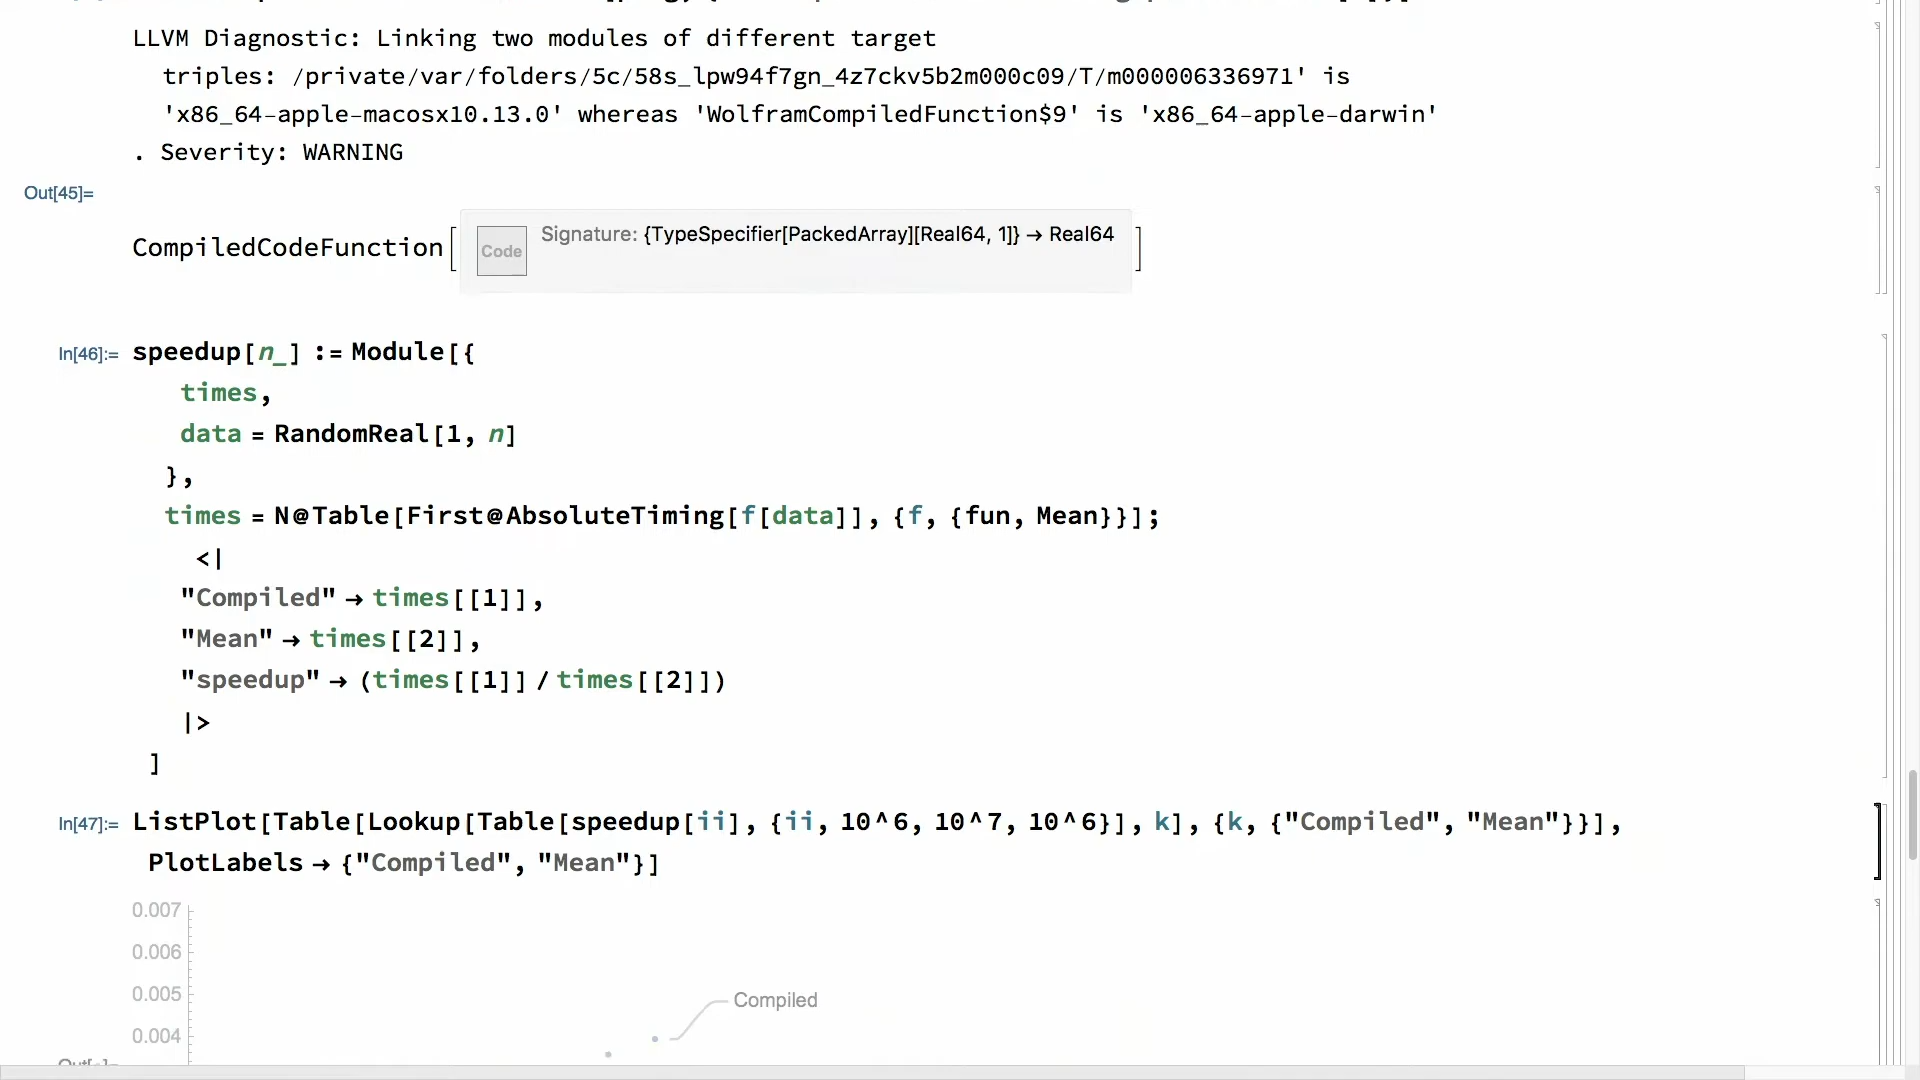 LLVM Diagnostic: Linking two modules of different target
triples: /private/var/folders/5c/58s_lpw94f7gn_4z7ckv5b2m000c09/T/m000006336971' is
'x86_64-apple-macosx10.13.0' whereas 'WolframCompiledFunction$9' is 'x86_64-apple-darwin'
. Severity: WARNING
Out[45]=
CompiledCodeFunction[ Code Signature: {TypeSpecifier[PackedArray][Real64, 1]} → Real64 ]
In[46]:= speedup[n_] := Module[{
times,
data = RandomReal[1, n]
},
times = N@Table[First@AbsoluteTiming[f[data]], {f, {fun, Mean}}];
<|
"Compiled" → times[[1]],
"Mean" → times[[2]],
"speedup" → (times[[1]] / times[[2]])
|>
]
In[47]:= ListPlot[Table[Lookup[Table[speedup[ii], {ii, 10^6, 10^7, 10^6}], k], {k, {"Compiled", "Mean"}}],
PlotLabels → {"Compiled", "Mean"}]
0.007
0.006
0.005
Compiled
0.004